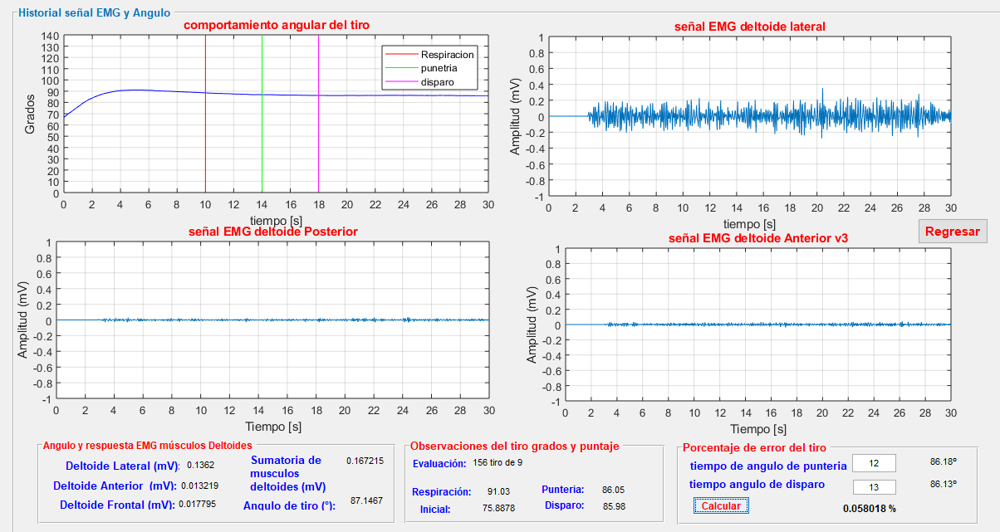 Historial señal EMG y Angulo
comportamiento angular del tiro
140
130
120
110
100
90
80
70
60
50
40
30
20
10
0
Grados
Respiracion
punetria
disparo
0 2 4 6 8 10 12 14 16 18 20 22 24 26 28 30
tiempo [s]
señal EMG deltoide lateral
1
0.8
0.6
0.4
0.2
0
-0.2
-0.4
-0.6
-0.8
-1
Amplitud (mV)
0 2 4 6 8 10 12 14 16 18 20 22 24 26 28 30
tiempo [s]
Regresar
señal EMG deltoide Posterior
1
0.8
0.6
0.4
0.2
0
-0.2
-0.4
-0.6
-0.8
-1
Amplitud (mV)
0 2 4 6 8 10 12 14 16 18 20 22 24 26 28 30
Tiempo [s]
señal EMG deltoide Anterior v3
1
0.8
0.6
0.4
0.2
0
-0.2
-0.4
-0.6
-0.8
-1
Amplitud (mV)
0 2 4 6 8 10 12 14 16 18 20 22 24 26 28 30
Tiempo [s]
Angulo y respuesta EMG músculos Deltoides
Deltoide Lateral (mV): 0.1362
Deltoide Anterior (mV): 0.013219
Deltoide Frontal (mV): 0.017795
Sumatoria de 0.167215
musculos
deltoides (mV)
Angulo de tiro (°): 87.1467
Observaciones del tiro grados y puntaje
Evaluación: 156 tiro de 9
Respiración: 91.03 Punteria: 86.05
Inicial: 75.8878 Disparo: 85.98
Porcentaje de error del tiro
tiempo de angulo de punteria 12 86.18º
tiempo angulo de disparo 13 86.13º
Calcular 0.058018 %